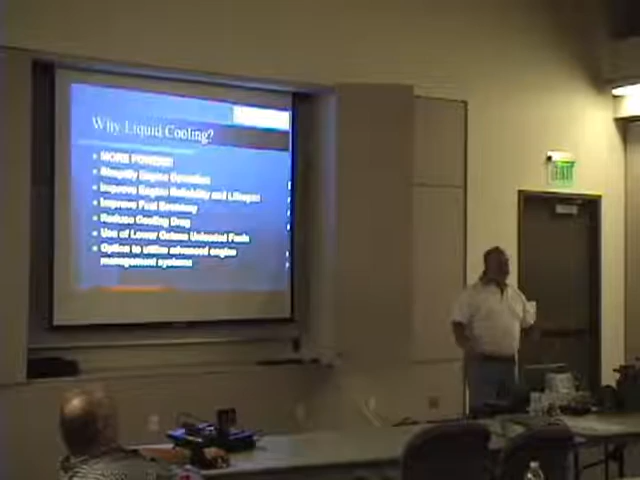 Why Liquid Cooling?
MORE POWER!
Simplify Engine Operation
Improve Engine Reliability and Lifespan
Improve Fuel Economy
Reduce Cooling Drag
Use of Lower Octane Unleaded Fuels
Option to utilize advanced engine
management systems
EXIT